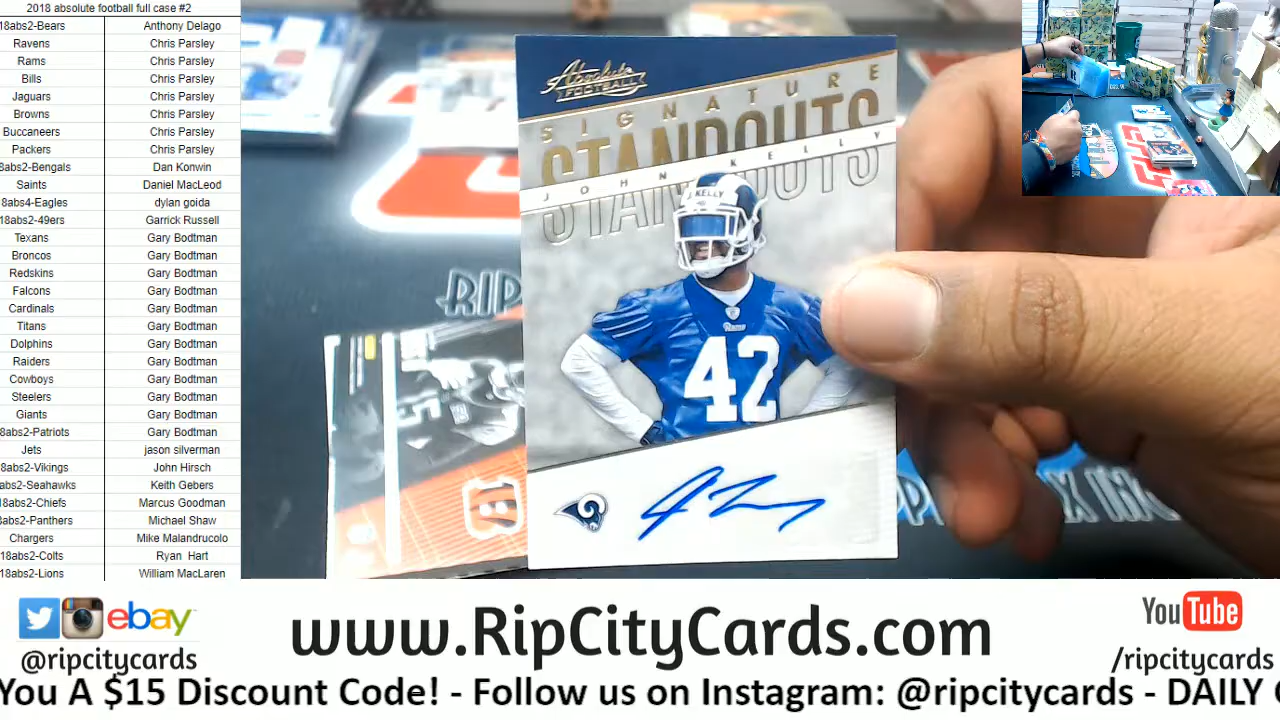 2018 absolute football full case #2
18abs2-Bears Anthony Delago
Ravens Chris Parsley
Rams Chris Parsley
Bills Chris Parsley
Jaguars Chris Parsley
Browns Chris Parsley
Buccaneers Chris Parsley
Packers Chris Parsley
8abs2-Bengals Dan Konwin
Saints Daniel MacLeod
8abs4-Eagles dylan goida
18abs2-49ers Garrick Russell
Texans Gary Bodtman
Broncos Gary Bodtman
Redskins Gary Bodtman
Falcons Gary Bodtman
Cardinals Gary Bodtman
Titans Gary Bodtman
Dolphins Gary Bodtman
Raiders Gary Bodtman
Cowboys Gary Bodtman
Steelers Gary Bodtman
Giants Gary Bodtman
8abs2-Patriots Gary Bodtman
Jets jason silverman
8abs2-Vikings John Hirsch
abs2-Seahawks Keith Gebers
18abs2-Chiefs Marcus Goodman
abs2-Panthers Michael Shaw
Chargers Mike Malandrucolo
18abs2-Colts Ryan Hart
18abs2-Lions William MacLaren
Absolute
FOOTBALL
SIGNATURE
STANDOUTS
JOHN KELLY
STANDOUTS
KELLY
Rams
42
RIP
ebay
@ripcitycards
www.RipCityCards.com
YouTube
/ripcitycards
You A $15 Discount Code! - Follow us on Instagram: @ripcitycards - DAILY